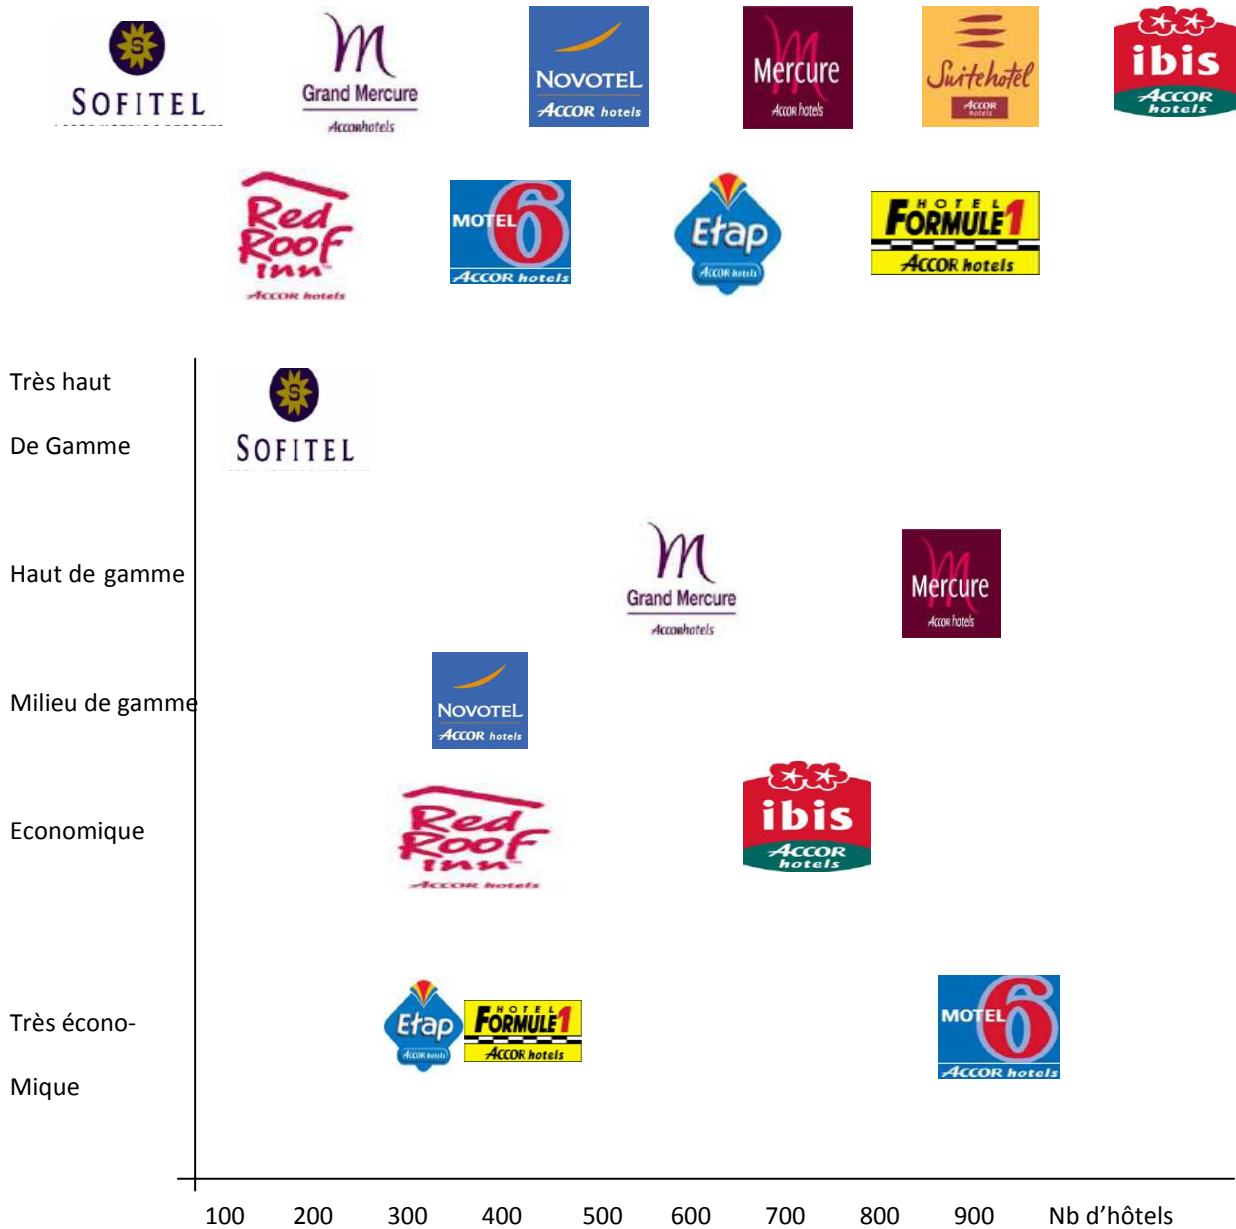 SOFITEL
Grand Mercure
Accorhotels
NOVOTEL
ACCOR hotels
Mercure
ACCOR hotels
Suitehotel
ACCOR
hotels
ibis
ACCOR
hotels
Red
Roof
Inn
ACCOR hotels
MOTEL 6
ACCOR hotels
Etap
ACCOR hotels
HOTEL
FORMULE1
ACCOR hotels
Très haut
De Gamme
SOFITEL
Haut de gamme
Grand Mercure
Accorhotels
Mercure
ACCOR hotels
Milieu de gamme
NOVOTEL
ACCOR hotels
Economique
Red
Roof
Inn
ACCOR hotels
ibis
ACCOR
hotels
Très écono-
Mique
Etap
ACCOR hotels
HOTEL
FORMULE1
ACCOR hotels
MOTEL 6
ACCOR hotels
100 200 300 400 500 600 700 800 900 Nb d’hôtels